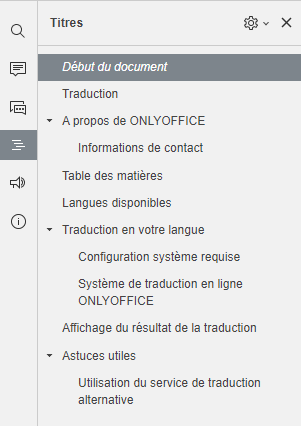 Titres
Début du document
Traduction
A propos de ONLYOFFICE
Informations de contact
Table des matières
Langues disponibles
Traduction en votre langue
Configuration système requise
Système de traduction en ligne
ONLYOFFICE
Affichage du résultat de la traduction
Astuces utiles
Utilisation du service de traduction
alternative